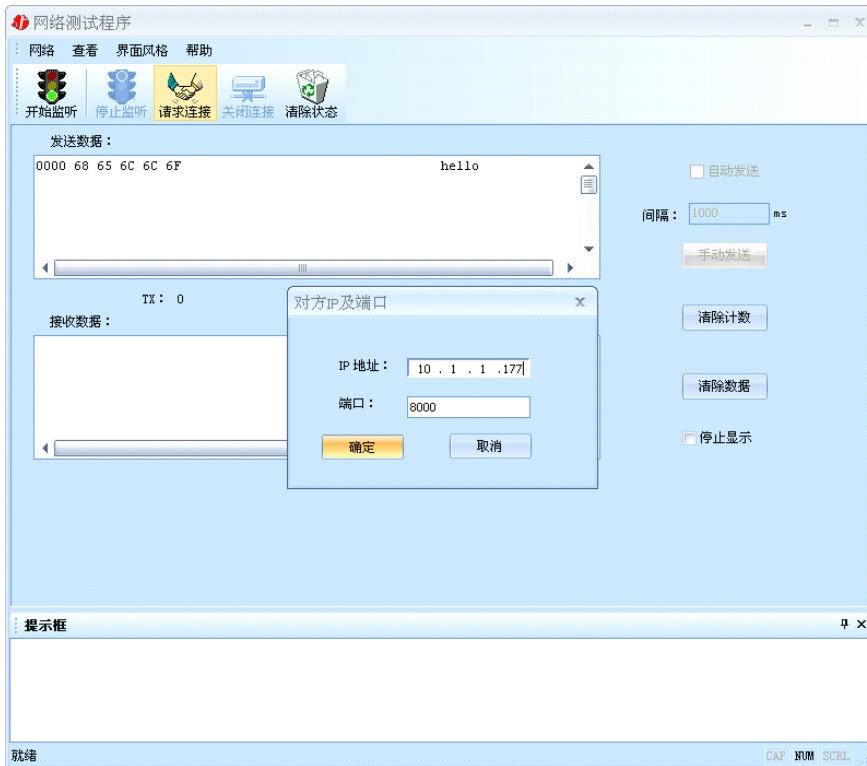 网络测试程序
网络 查看 界面风格 帮助
开始监听 停止监听 请求连接 关闭连接 清除状态
发送数据：
0000 68 65 6C 6C 6F hello
自动发送
间隔： 1000 ms
手动发送
TX： 0
接收数据：
对方IP及端口
IP 地址： 10 . 1 . 1 .177
端口： 8000
确定 取消
清除计数
清除数据
停止显示
提示框
就绪 CAP NUM SCRL